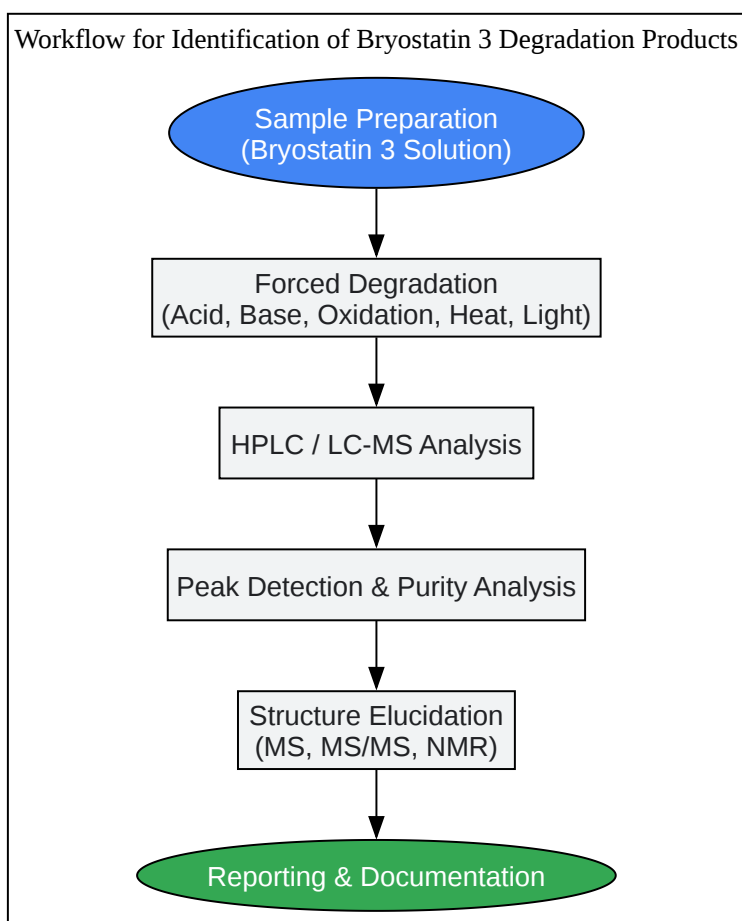 Workflow for Identification of Bryostatin 3 Degradation Products
Sample Preparation
(Bryostatin 3 Solution)
Forced Degradation
(Acid, Base, Oxidation, Heat, Light)
HPLC / LC-MS Analysis
Peak Detection & Purity Analysis
Structure Elucidation
(MS, MS/MS, NMR)
Reporting & Documentation